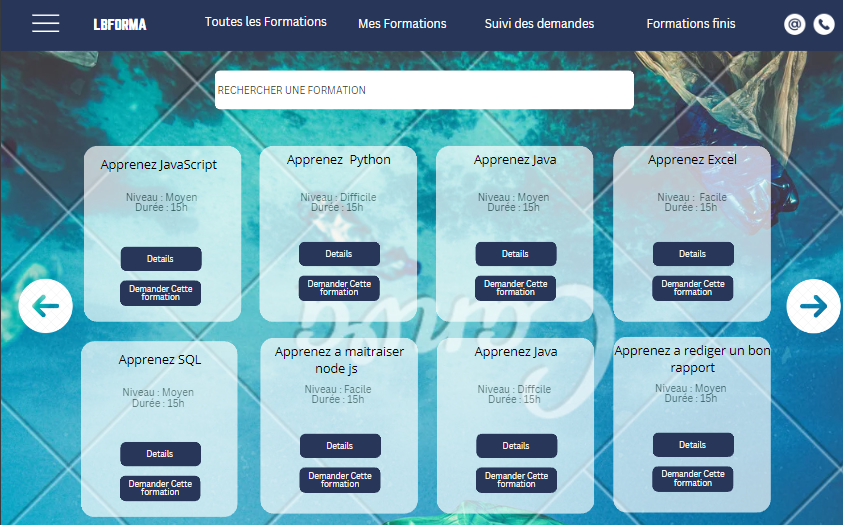 LBFORMA
Toutes les Formations
Mes Formations
Suivi des demandes
Formations finis
RECHERCHER UNE FORMATION
Apprenez JavaScript
Niveau : Moyen
Durée : 15h
Details
Demander Cette
formation
Apprenez Python
Niveau : Difficile
Durée : 15h
Details
Demander Cette
formation
Apprenez Java
Niveau : Moyen
Durée : 15h
Details
Demander Cette
formation
Apprenez Excel
Niveau : Facile
Durée : 15h
Details
Demander Cette
formation
Apprenez SQL
Niveau : Moyen
Durée : 15h
Details
Demander Cette
formation
Apprenez a maitraiser
node js
Niveau : Facile
Durée : 15h
Details
Demander Cette
formation
Apprenez Java
Niveau : Diffcile
Durée : 15h
Details
Demander Cette
formation
Apprenez a rediger un bon
rapport
Niveau : Moyen
Durée : 15h
Details
Demander Cette
formation
Canva